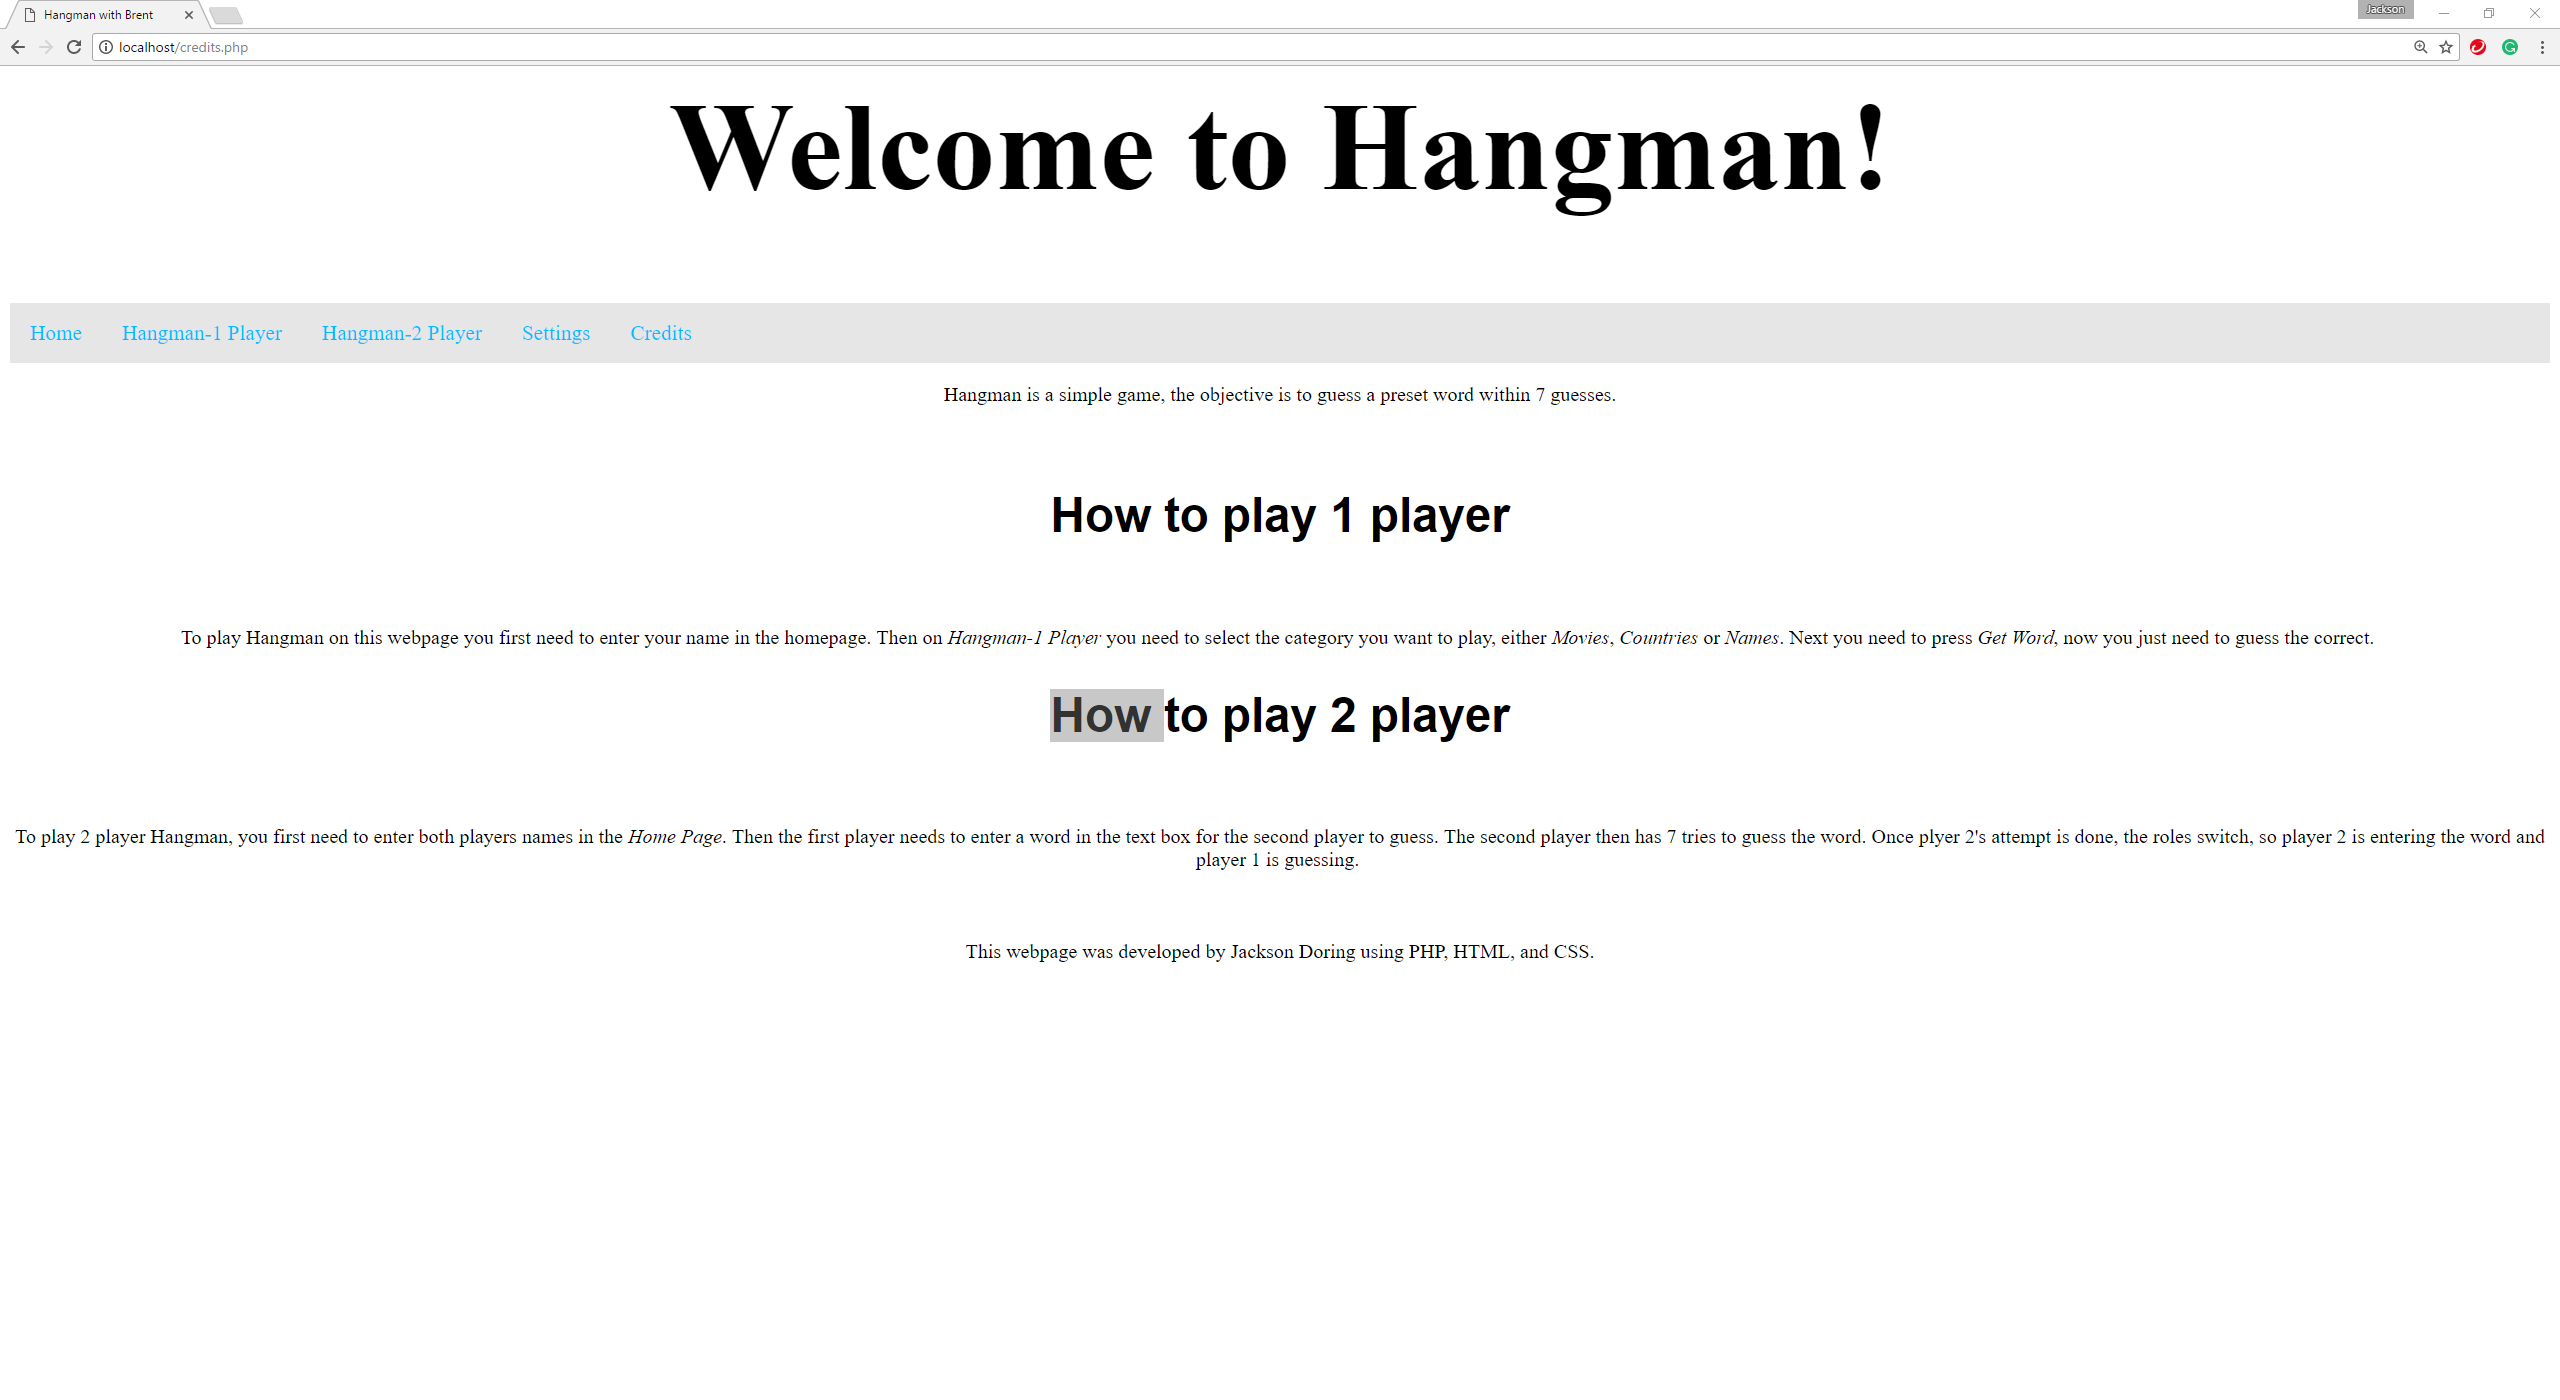 Hangman with Brent
Jackson
localhost/credits.php
Welcome to Hangman!
Home Hangman-1 Player Hangman-2 Player Settings Credits
Hangman is a simple game, the objective is to guess a preset word within 7 guesses.
How to play 1 player
To play Hangman on this webpage you first need to enter your name in the homepage. Then on Hangman-1 Player you need to select the category you want to play, either Movies, Countries or Names. Next you need to press Get Word, now you just need to guess the correct.
How to play 2 player
To play 2 player Hangman, you first need to enter both players names in the Home Page. Then the first player needs to enter a word in the text box for the second player to guess. The second player then has 7 tries to guess the word. Once plyer 2's attempt is done, the roles switch, so player 2 is entering the word and
player 1 is guessing.
This webpage was developed by Jackson Doring using PHP, HTML, and CSS.